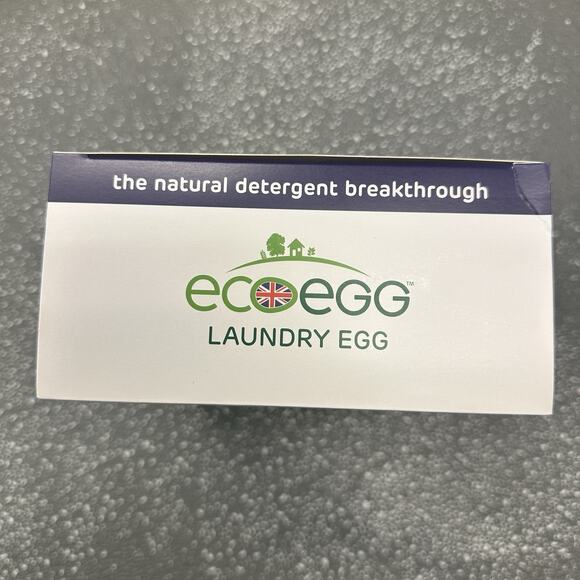 the natural detergent breakthrough
ecoegg™
LAUNDRY EGG